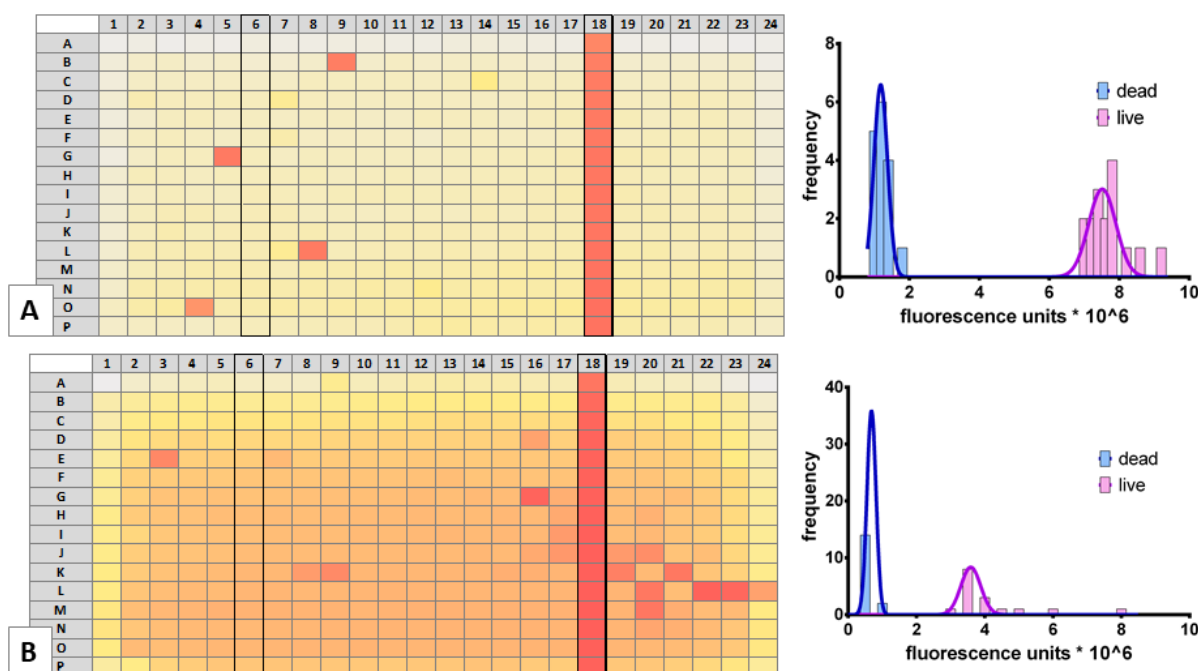 1 2 3 4 5 6 7 8 9 10 11 12 13 14 15 16 17 18 19 20 21 22 23 24
A
B
C
D
E
F
G
H
I
J
K
L
M
N
O
P
A
8
6
4
2
0
frequency
dead
live
0 2 4 6 8 10
fluorescence units * 10^6
1 2 3 4 5 6 7 8 9 10 11 12 13 14 15 16 17 18 19 20 21 22 23 24
A
B
C
D
E
F
G
H
I
J
K
L
M
N
O
P
B
40
30
20
10
0
frequency
dead
live
0 2 4 6 8 10
fluorescence units * 10^6